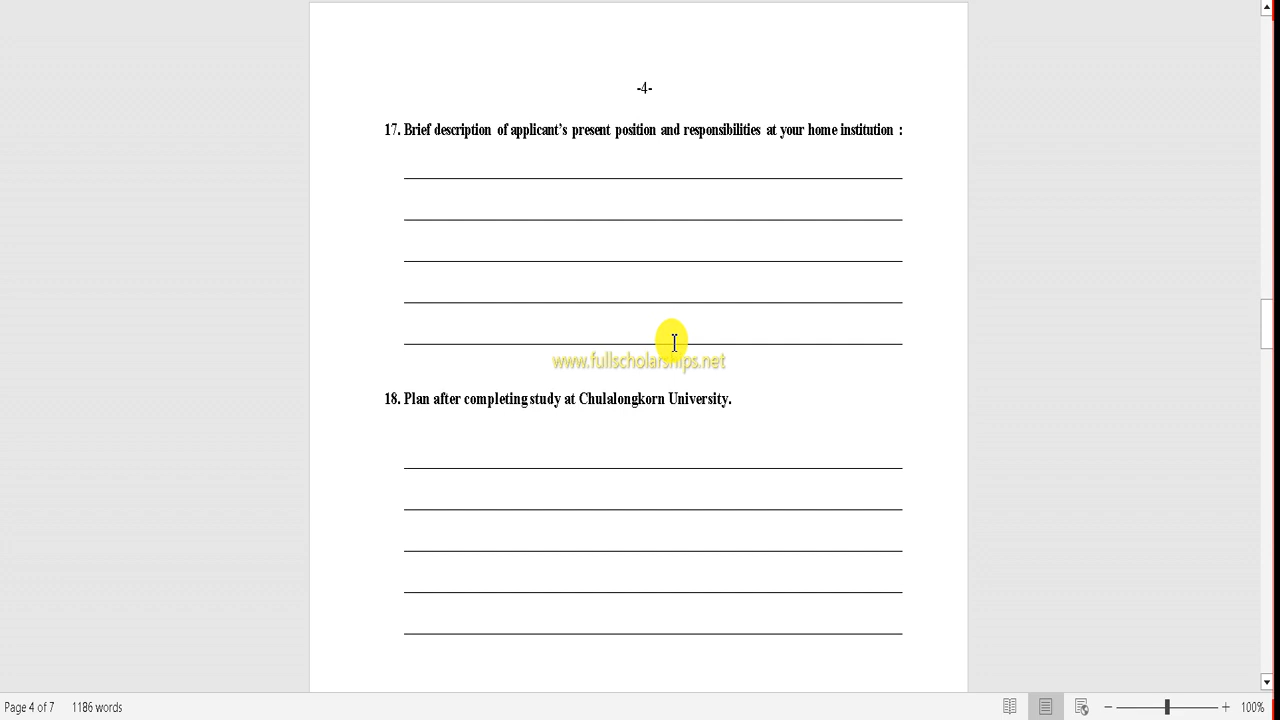 -4-
17. Brief description of applicant's present position and responsibilities at your home institution :
www.fullscholarships.net
18. Plan after completing study at Chulalongkorn University.
Page 4 of 7 1186 words 100%